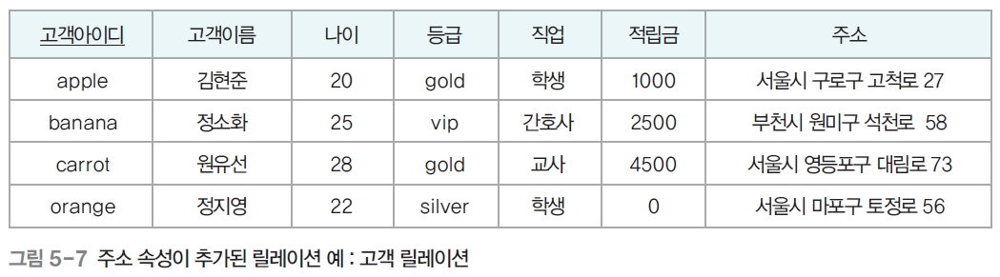 고객아이디 고객이름 나이 등급 직업 적립금 주소
apple 김현준 20 gold 학생 1000 서울시 구로구 고척로 27
banana 정소화 25 vip 간호사 2500 부천시 원미구 석천로 58
carrot 원유선 28 gold 교사 4500 서울시 영등포구 대림로 73
orange 정지영 22 silver 학생 0 서울시 마포구 토정로 56
그림 5-7 주소 속성이 추가된 릴레이션 예 : 고객 릴레이션